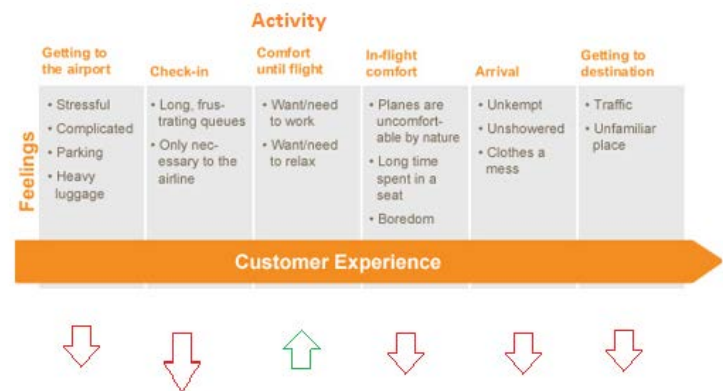 Activity
Getting to
the airport
Check-in
Comfort
until flight
In-flight
comfort
Arrival
Getting to
destination
Feelings
• Stressful
• Complicated
• Parking
• Heavy
luggage
• Long, frus-
trating queues
• Only nec-
essary to the
airline
• Want/need
to work
• Want/need
to relax
• Planes are
uncomfort-
able by nature
• Long time
spent in a
seat
• Boredom
• Unkempt
• Unshowered
• Clothes a
mess
• Traffic
• Unfamiliar
place
Customer Experience